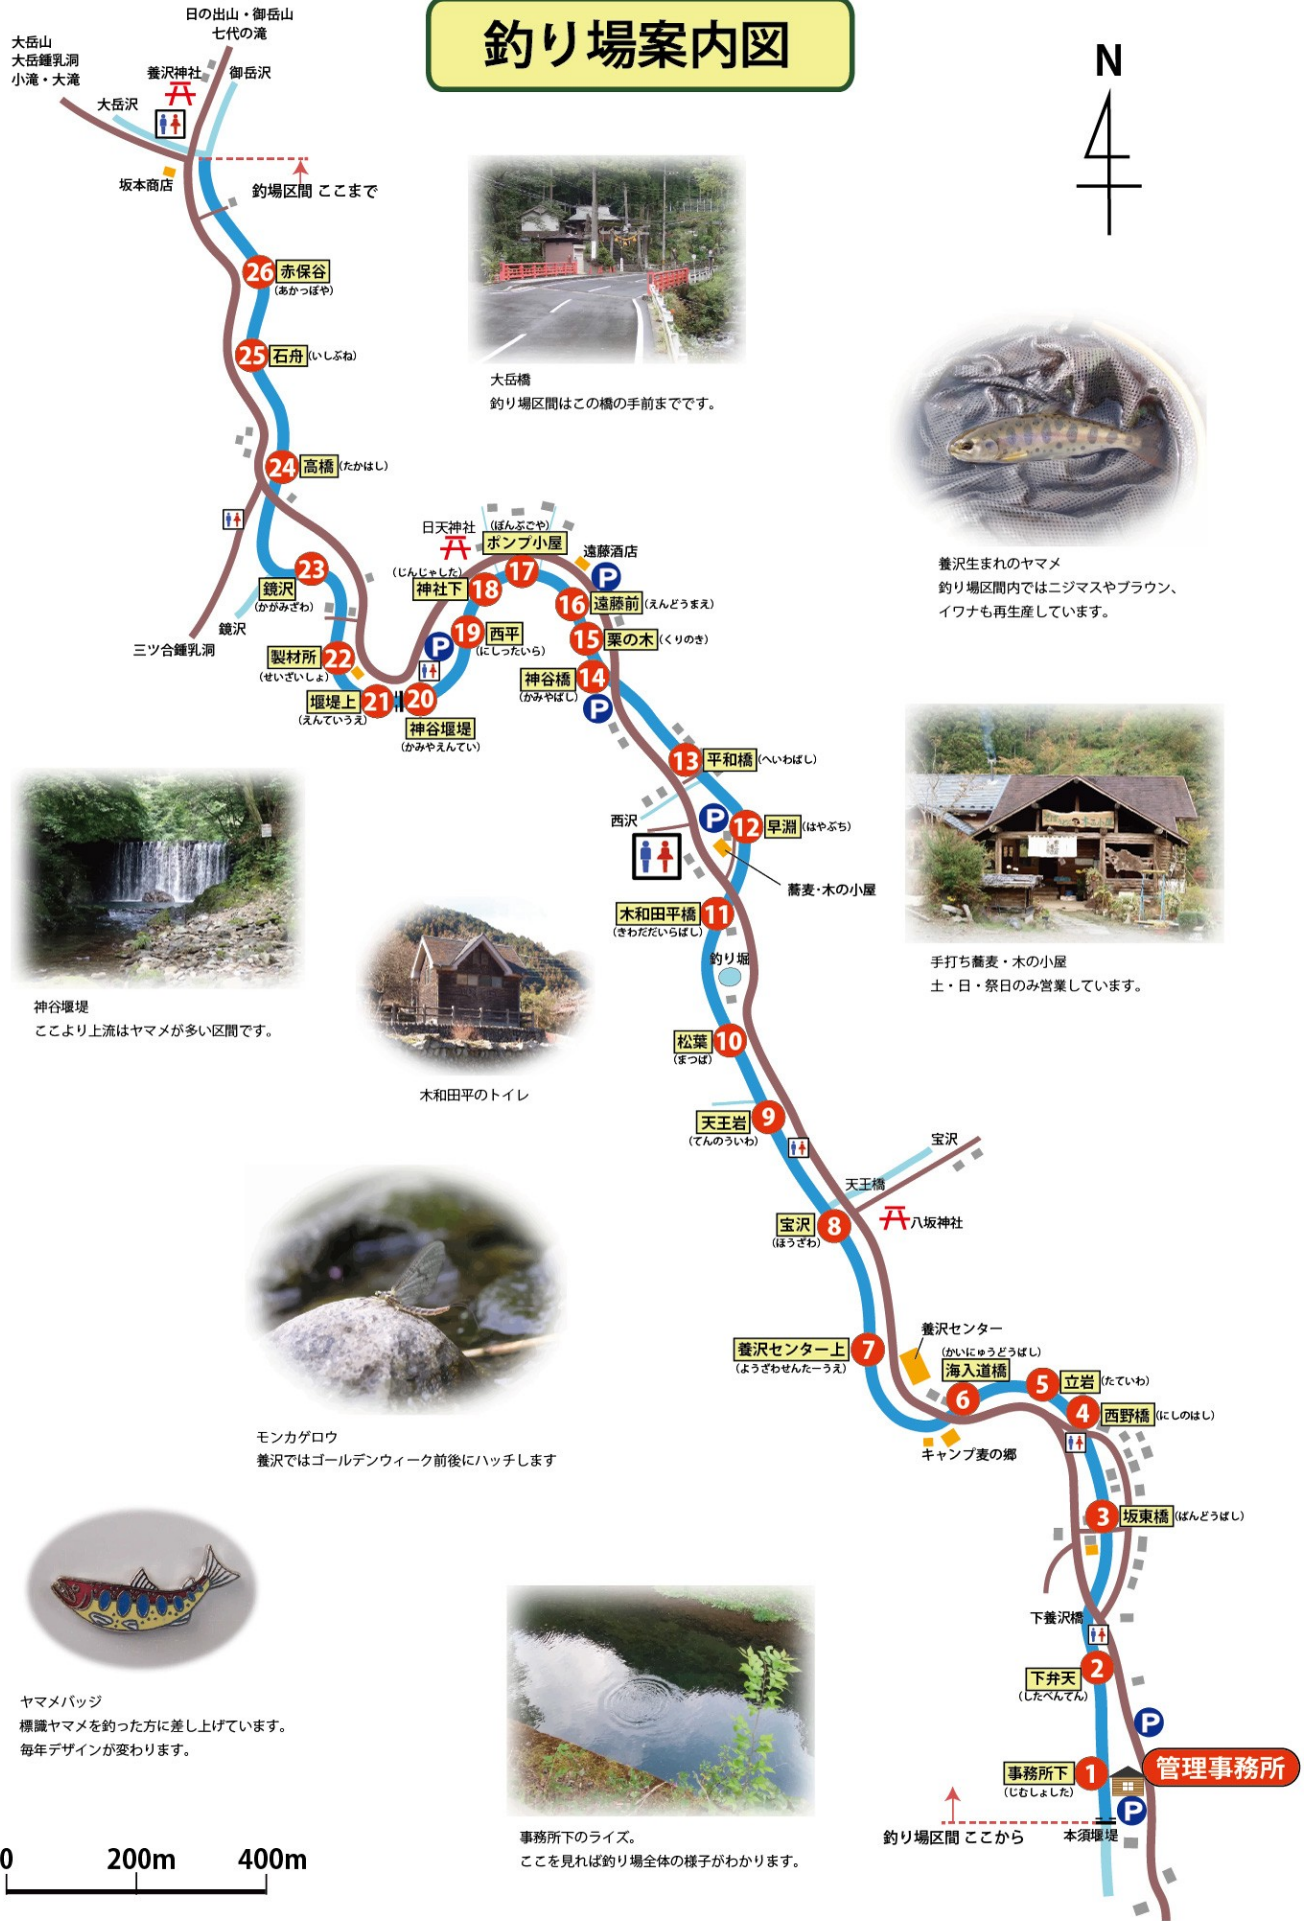 釣り場案内図
日の出山・御岳山
七代の滝
大岳山
大岳鍾乳洞
小滝・大滝
養沢神社
御岳沢
大岳沢
坂本商店
釣場区間 ここまで
N
26 赤保谷
(あかっぽや)
25 石舟 (いしぶね)
24 高橋 (たかはし)
大岳橋
釣り場区間はこの橋の手前までです。
養沢生まれのヤマメ
釣り場区間内ではニジマスやブラウン、
イワナも再生産しています。
23
鏡沢
(かがみざわ)
鏡沢
三ツ合鍾乳洞
22 製材所
(せいざいしょ)
21 堰堤上
(えんていうえ)
20
神谷堰堤
(かみやえんてい)
日天神社
(ぽんぷごや)
ポンプ小屋
17
(じんじゃした)
神社下 18
19 西平
(にしったいら)
P
遠藤酒店
P
16 遠藤前 (えんどうまえ)
15 栗の木 (くりのき)
神谷橋 14
(かみやばし)
P
13 平和橋 (へいわばし)
西沢
P
12 早淵 (はやぶち)
蕎麦・木の小屋
木和田平橋 11
(きわだだいらばし)
釣り堀
手打ち蕎麦・木の小屋
土・日・祭日のみ営業しています。
神谷堰堤
ここより上流はヤマメが多い区間です。
木和田平のトイレ
松葉 10
(まつば)
天王岩 9
(てんのういわ)
宝沢
天王橋
宝沢 8
(ほうざわ)
八坂神社
養沢センター上 7
(ようざわせんたーうえ)
養沢センター
(かいにゅうどうばし)
海入道橋
6
5 立岩 (たていわ)
4 西野橋 (にしのはし)
キャンプ麦の郷
モンカゲロウ
養沢ではゴールデンウィーク前後にハッチします
3 坂東橋 (ばんどうばし)
下養沢橋
下弁天 2
(したべんてん)
P
事務所下 1
(じむしょした)
管理事務所
P
釣り場区間 ここから
本須堰堤
ヤマメバッジ
標識ヤマメを釣った方に差し上げています。
毎年デザインが変わります。
事務所下のライズ。
ここを見れば釣り場全体の様子がわかります。
0 200m 400m